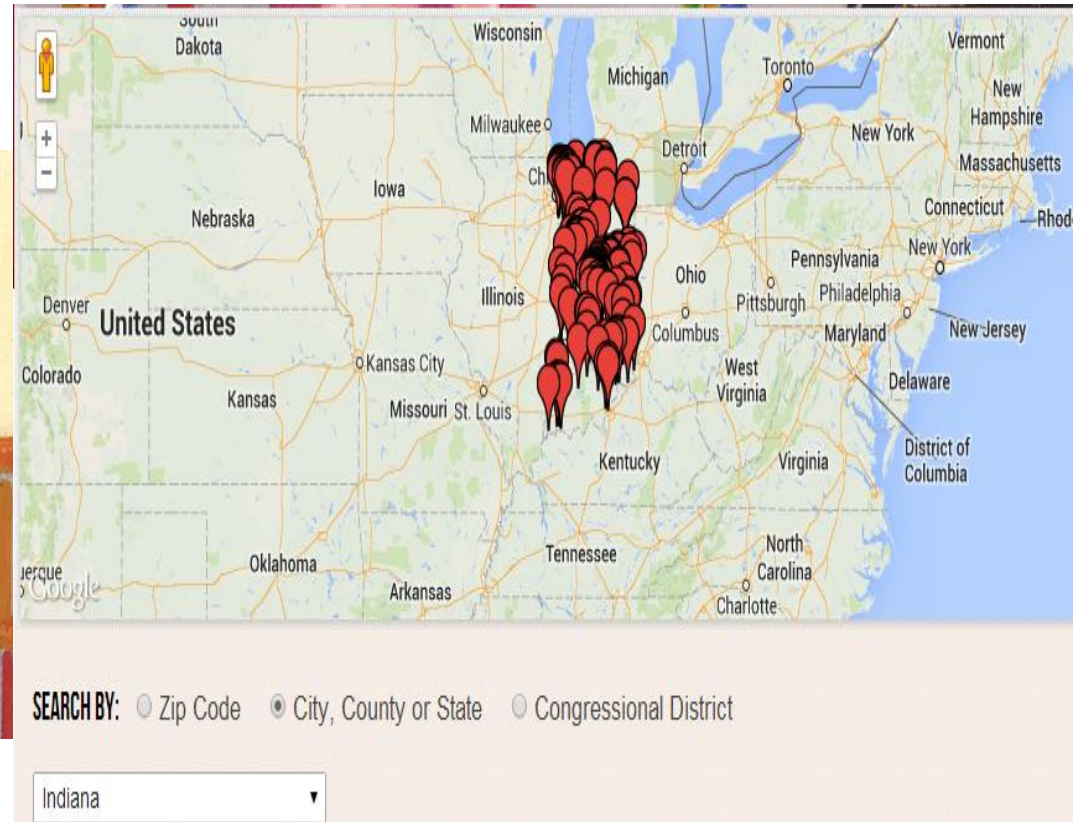 South
Dakota
Wisconsin
Vermont
Michigan
Toronto
New
Hampshire
Milwaukee
New York
Detroit
Massachusetts
Iowa
Nebraska
Connecticut
Rhod
New York
Pennsylvania
Ohio
Denver
Illinois
Pittsburgh
Philadelphia
United States
Columbus
Maryland
New Jersey
Kansas City
West
Virginia
Colorado
Delaware
Kansas
Missouri
St. Louis
District of
Columbia
Kentucky
Virginia
Oklahoma
Tennessee
North
Carolina
Google
Arkansas
Charlotte
SEARCH BY: Zip Code City, County or State Congressional District
Indiana